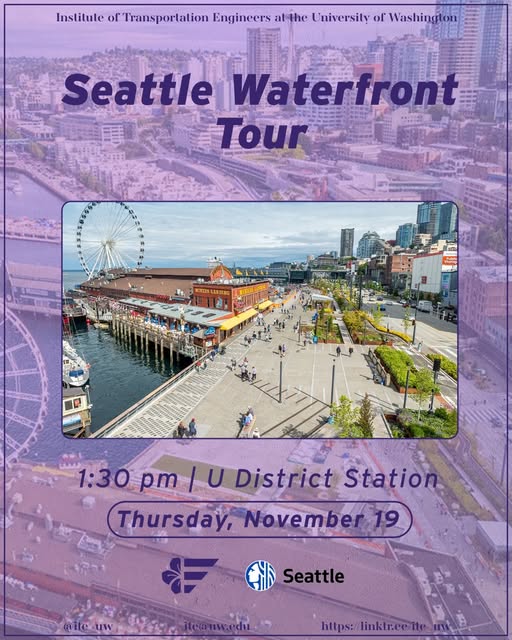 Institute of Transportation Engineers at the University of Washington
Seattle Waterfront
Tour
1:30 pm | U District Station
Thursday, November 19
Seattle
@ite_uw
ite@uw.edu
https://linktr.ee/ite_uw